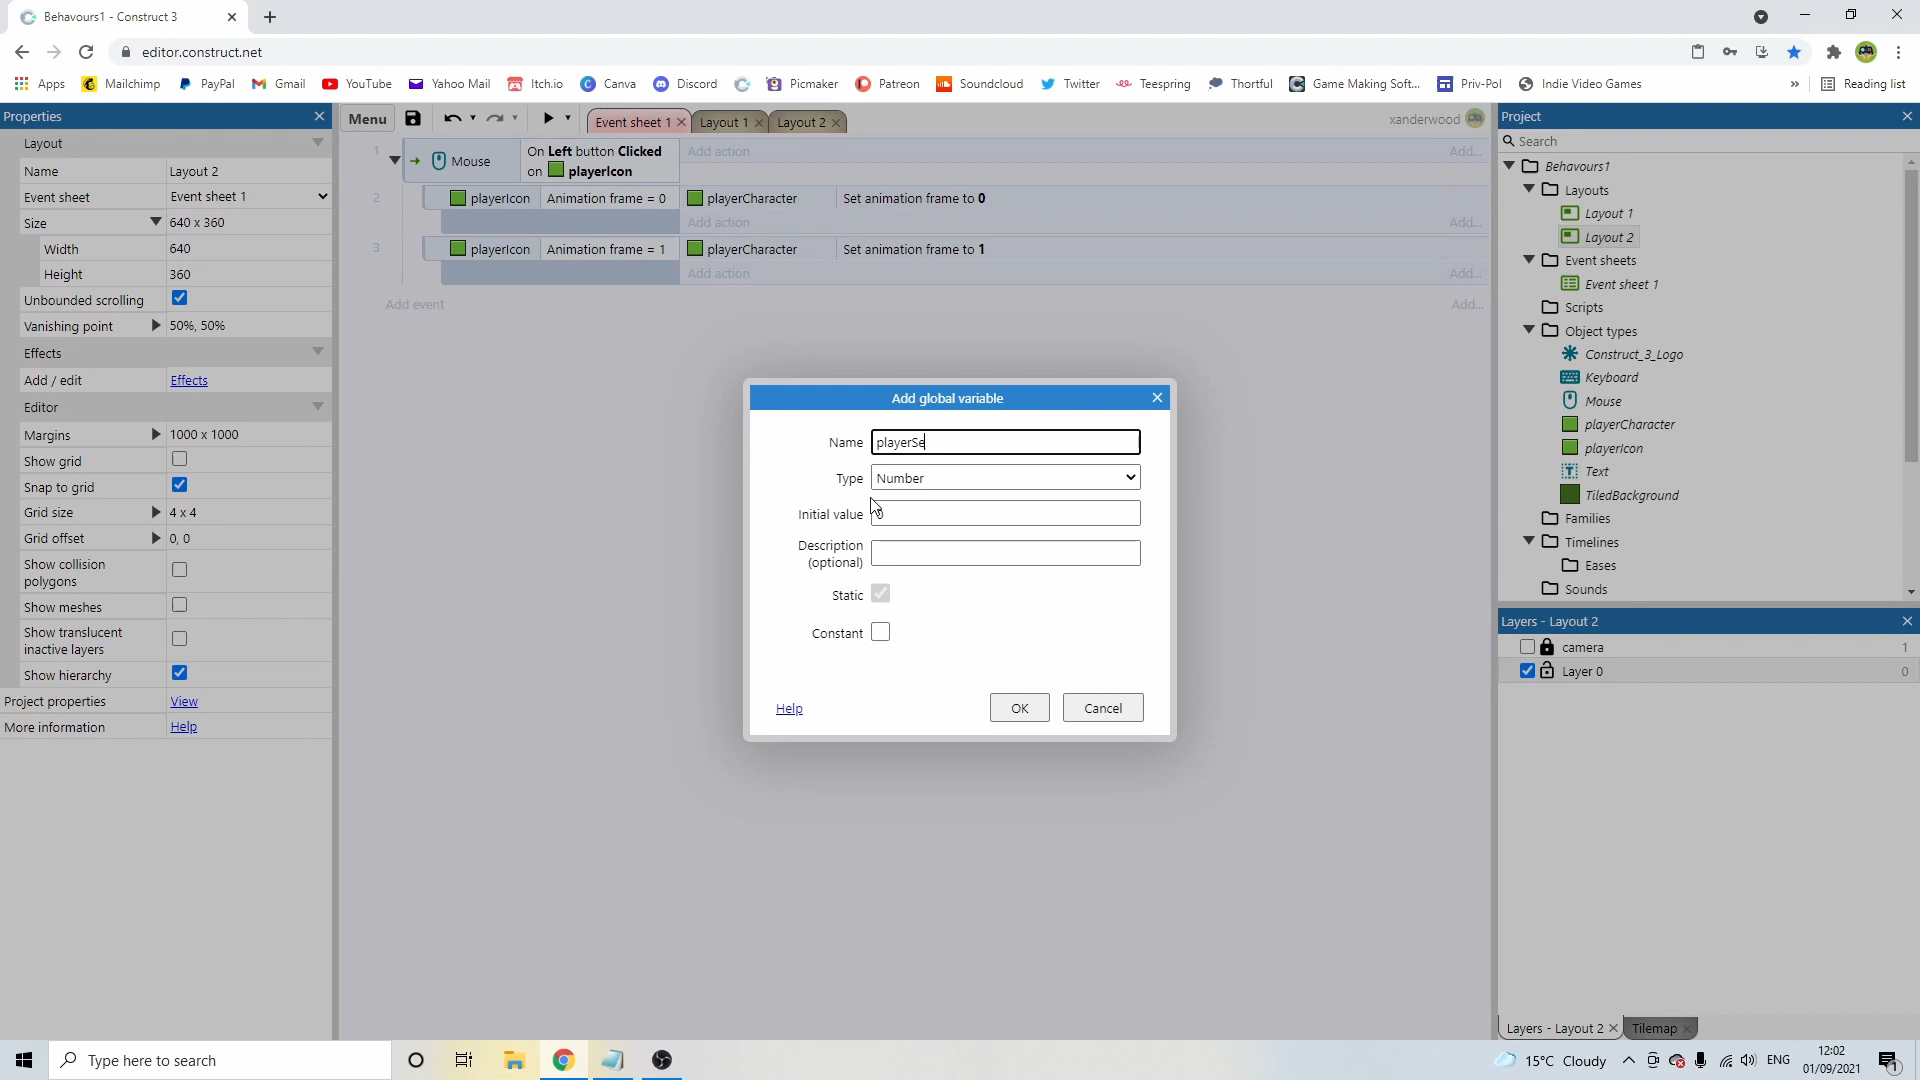 Behavours1 - Construct 3
editor.construct.net
Apps Mailchimp PayPal Gmail YouTube Yahoo Mail Itch.io Canva Discord Picmaker Patreon Soundcloud Twitter Teespring Thortful Game Making Soft... Priv-Pol Indie Video Games » Reading list
Properties
Layout
Name Layout 2
Event sheet Event sheet 1
Size 640 x 360
Width 640
Height 360
Unbounded scrolling
Vanishing point 50%, 50%
Effects
Add / edit Effects
Editor
Margins 1000 x 1000
Show grid
Snap to grid
Grid size 4 x 4
Grid offset 0, 0
Show collision
polygons
Show meshes
Show translucent
inactive layers
Show hierarchy
Project properties View
More information Help
Menu
Event sheet 1 Layout 1 Layout 2
xanderwood
1 Mouse On Left button Clicked
on playerIcon
Add action Add...
2 playerIcon Animation frame = 0 playerCharacter Set animation frame to 0
Add action Add...
3 playerIcon Animation frame = 1 playerCharacter Set animation frame to 1
Add action Add...
Add event Add...
Add global variable
Name playerSe
Type Number
Initial value 0
Description
(optional)
Static
Constant
Help OK Cancel
Project
Search
Behavours1
Layouts
Layout 1
Layout 2
Event sheets
Event sheet 1
Scripts
Object types
Construct_3_Logo
Keyboard
Mouse
playerCharacter
playerIcon
Text
TiledBackground
Families
Timelines
Eases
Sounds
Layers - Layout 2
camera 1
Layer 0 0
Layers - Layout 2 Tilemap
Type here to search
15°C Cloudy ENG
12:02
01/09/2021
1